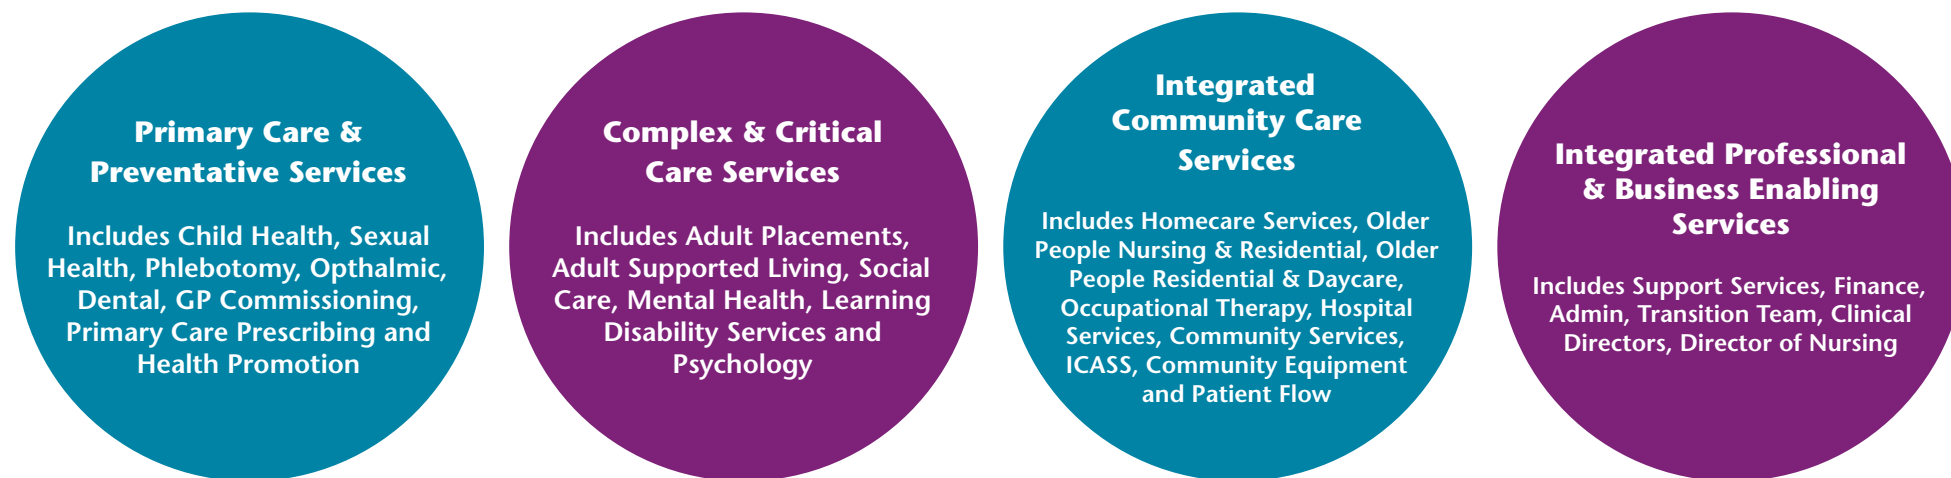 Primary Care &
Preventative Services
Includes Child Health, Sexual
Health, Phlebotomy, Opthalmic,
Dental, GP Commissioning,
Primary Care Prescribing and
Health Promotion
Complex & Critical
Care Services
Includes Adult Placements,
Adult Supported Living, Social
Care, Mental Health, Learning
Disability Services and
Psychology
Integrated
Community Care
Services
Includes Homecare Services, Older
People Nursing & Residential, Older
People Residential & Daycare,
Occupational Therapy, Hospital
Services, Community Services,
ICASS, Community Equipment
and Patient Flow
Integrated Professional
& Business Enabling
Services
Includes Support Services, Finance,
Admin, Transition Team, Clinical
Directors, Director of Nursing